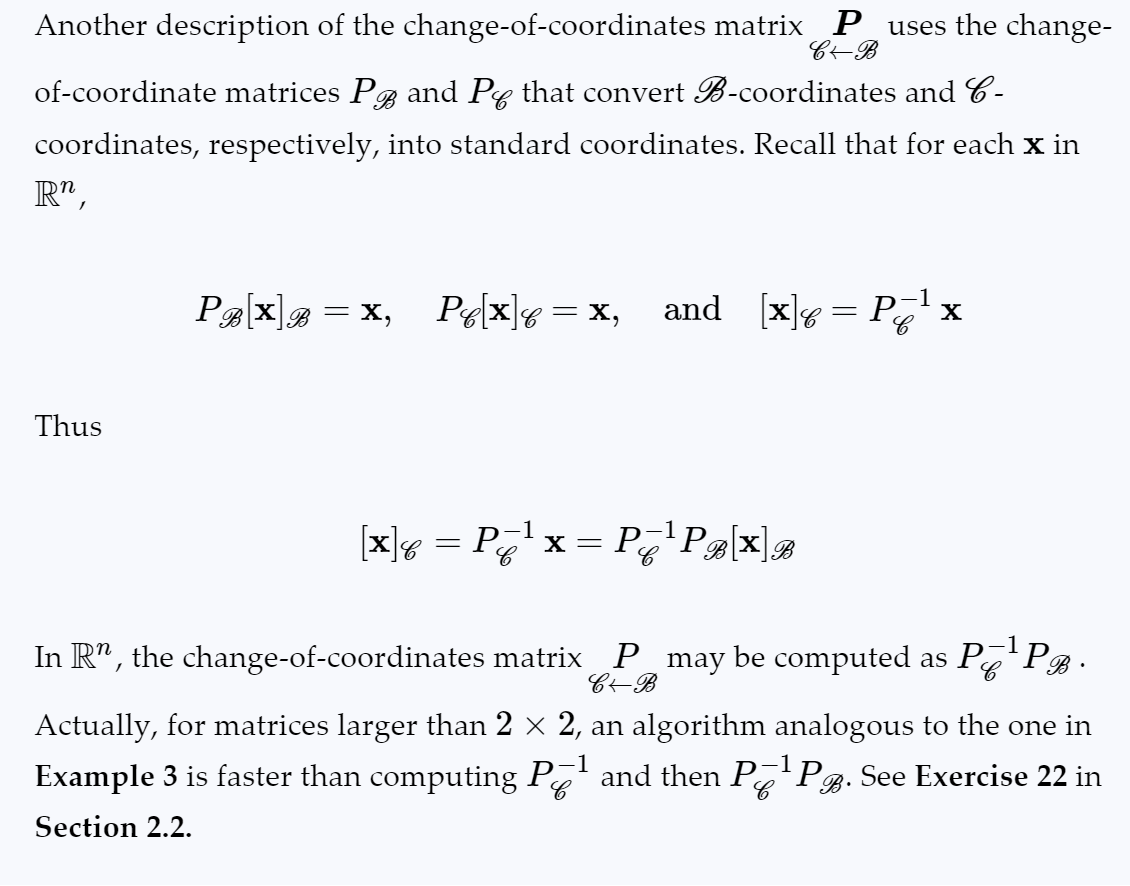 Another description of the change-of-coordinates matrix $\underset{\mathscr{C} \leftarrow \mathscr{B}}{\boldsymbol{P}}$ uses the change-
of-coordinate matrices $P_{\mathscr{B}}$ and $P_{\mathscr{C}}$ that convert $\mathscr{B}$-coordinates and $\mathscr{C}$-
coordinates, respectively, into standard coordinates. Recall that for each $\mathbf{x}$ in
$\mathbb{R}^n$,
$P_{\mathscr{B}}[\mathbf{x}]_{\mathscr{B}} = \mathbf{x}, \quad P_{\mathscr{C}}[\mathbf{x}]_{\mathscr{C}} = \mathbf{x}, \quad \text{and} \quad [\mathbf{x}]_{\mathscr{C}} = P_{\mathscr{C}}^{-1}\mathbf{x}$
Thus
$[\mathbf{x}]_{\mathscr{C}} = P_{\mathscr{C}}^{-1}\mathbf{x} = P_{\mathscr{C}}^{-1}P_{\mathscr{B}}[\mathbf{x}]_{\mathscr{B}}$
In $\mathbb{R}^n$, the change-of-coordinates matrix $\underset{\mathscr{C} \leftarrow \mathscr{B}}{P}$ may be computed as $P_{\mathscr{C}}^{-1}P_{\mathscr{B}}$.
Actually, for matrices larger than $2 \times 2$, an algorithm analogous to the one in
Example 3 is faster than computing $P_{\mathscr{C}}^{-1}$ and then $P_{\mathscr{C}}^{-1}P_{\mathscr{B}}$. See Exercise 22 in
Section 2.2.